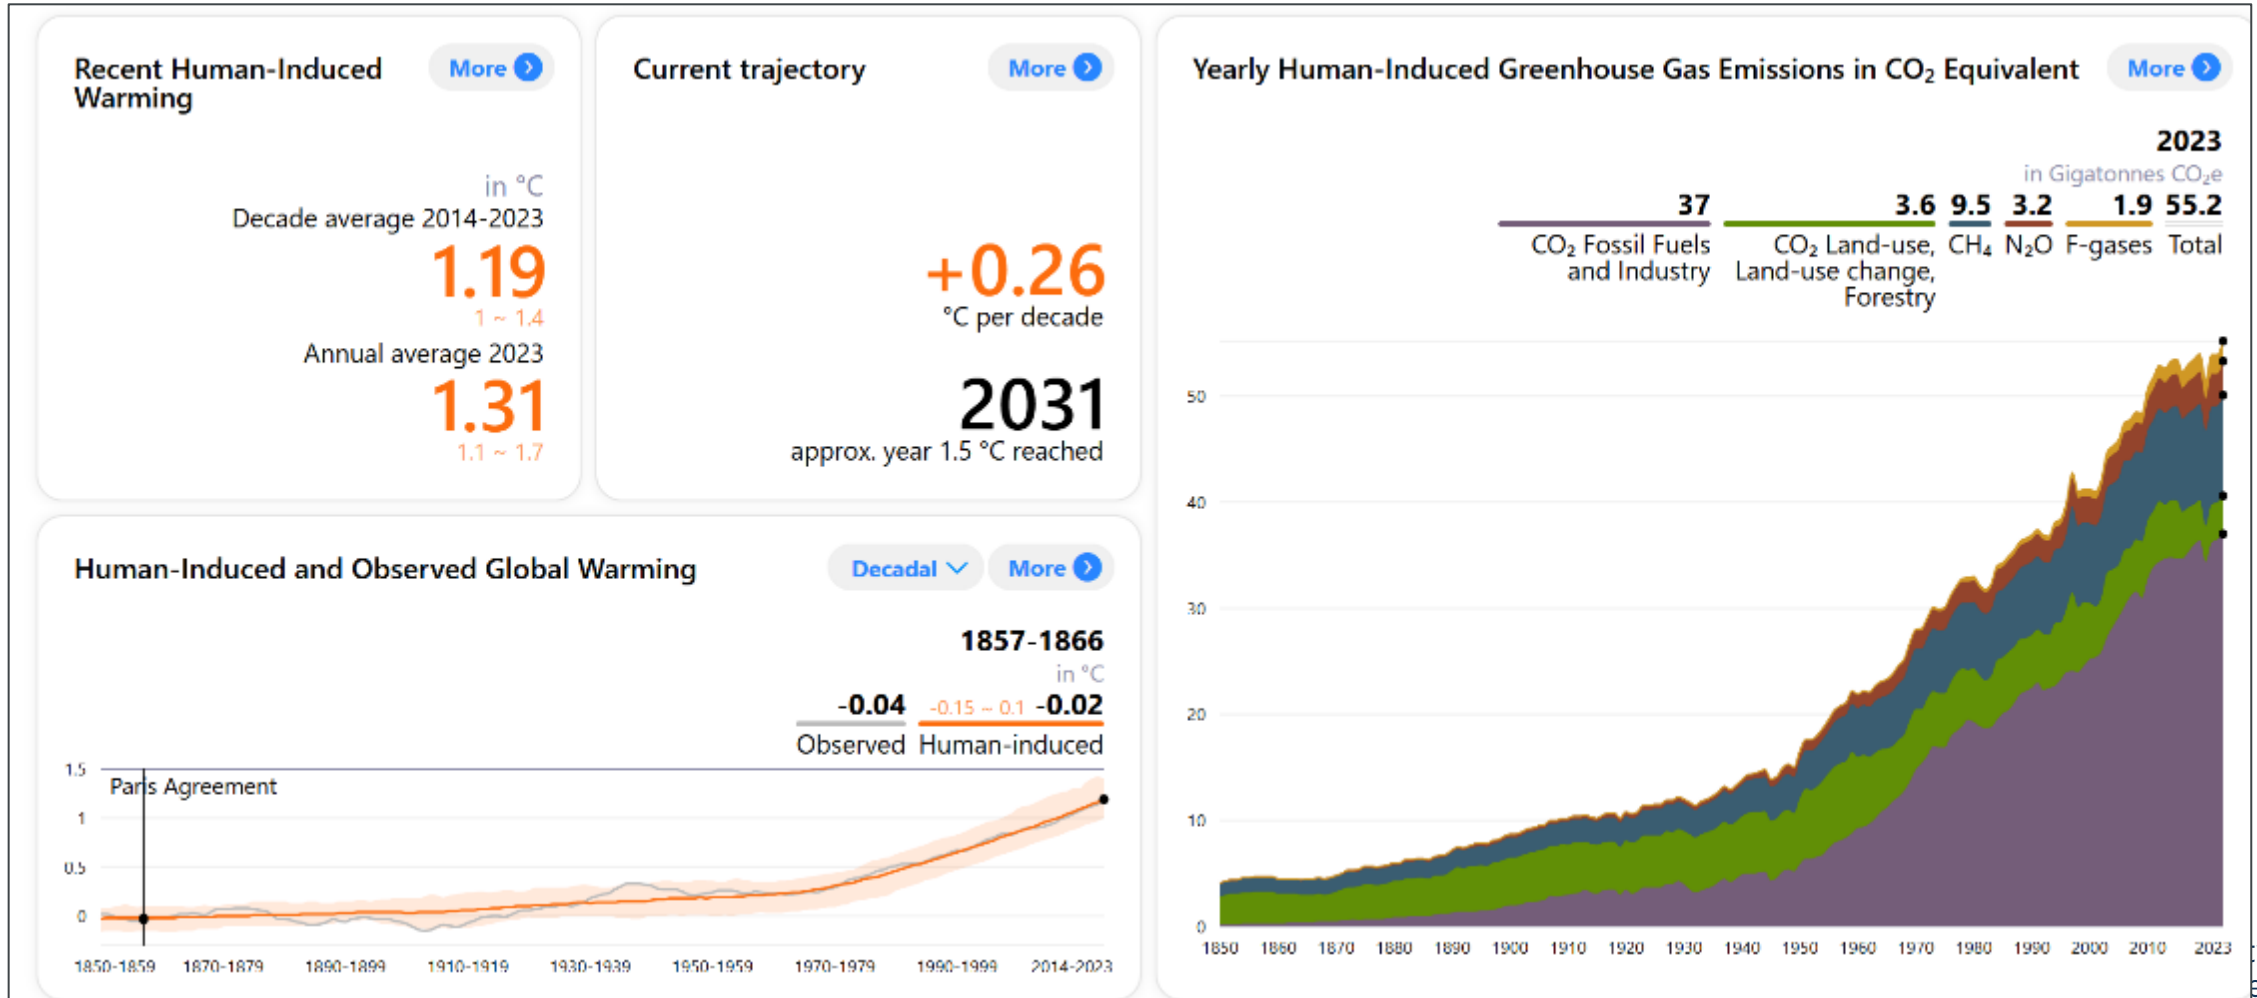 Recent Human-Induced
Warming
More
in °C
Decade average 2014-2023
1.19
1 ~ 1.4
Annual average 2023
1.31
1.1 ~ 1.7
Current trajectory
More
+0.26
°C per decade
2031
approx. year 1.5 °C reached
Human-Induced and Observed Global Warming
Decadal
More
1857-1866
in °C
-0.04 -0.15 ~ 0.1 -0.02
Observed Human-induced
1.5
Paris Agreement
1
0.5
0
1850-1859 1870-1879 1890-1899 1910-1919 1930-1939 1950-1959 1970-1979 1990-1999 2014-2023
Yearly Human-Induced Greenhouse Gas Emissions in CO₂ Equivalent
More
2023
in Gigatonnes CO₂e
37 3.6 9.5 3.2 1.9 55.2
CO₂ Fossil Fuels CO₂ Land-use, CH₄ N₂O F-gases Total
and Industry Land-use change,
Forestry
50
40
30
20
10
0
1850 1860 1870 1880 1890 1900 1910 1920 1930 1940 1950 1960 1970 1980 1990 2000 2010 2023